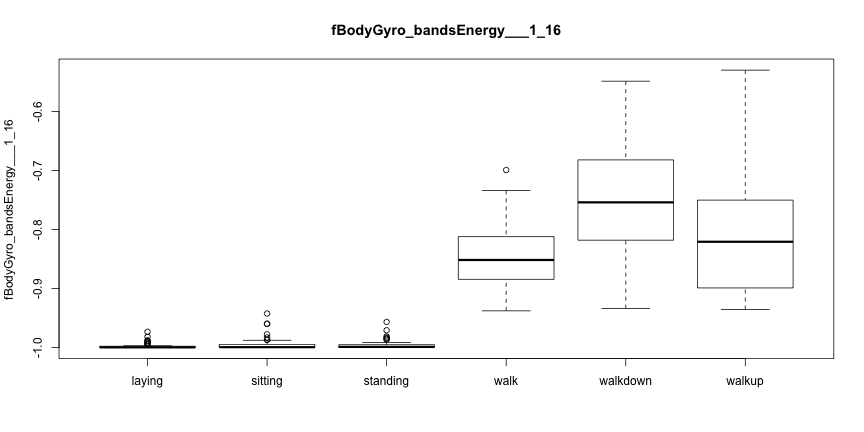 fBodyGyro_bandsEnergy___1_16
fBodyGyro_bandsEnergy___1_16
-0.6
-0.7
-0.8
-0.9
-1.0
laying sitting standing walk walkdown walkup